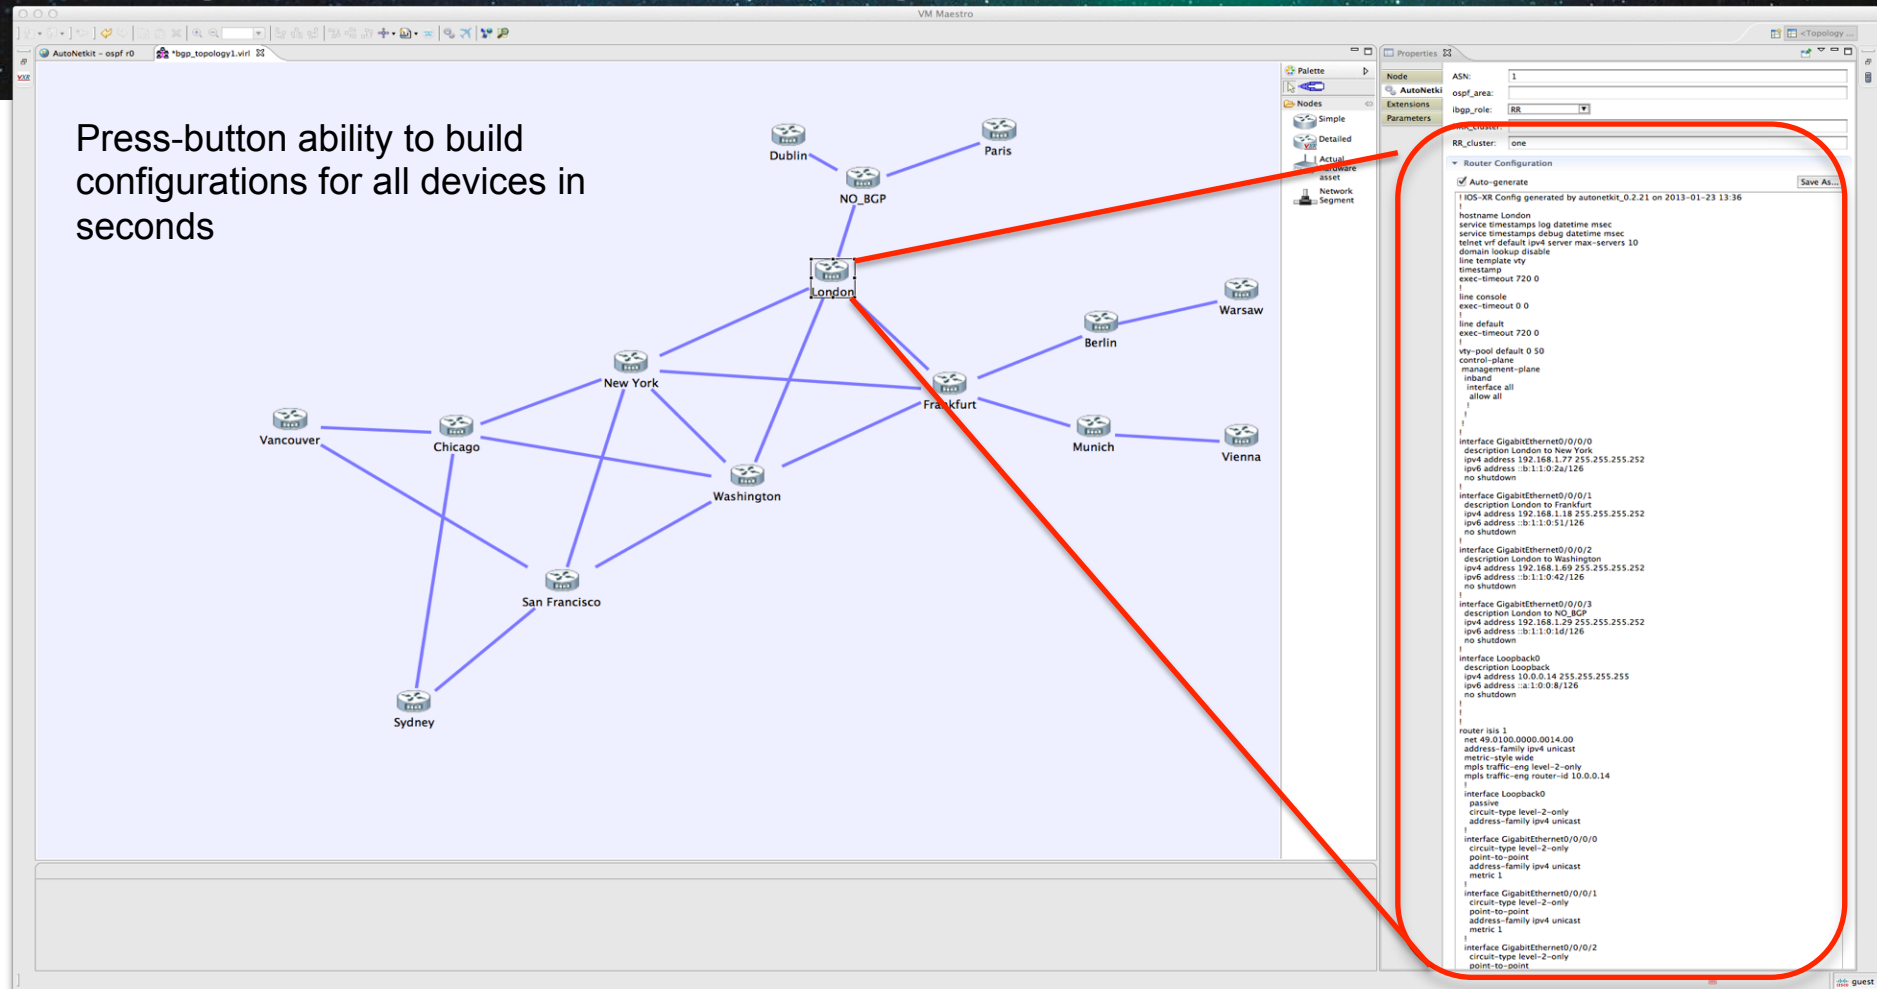 VM Maestro
AutoNetkit - ospf r0
*bgp_topology1.virl
Press-button ability to build
configurations for all devices in
seconds
Dublin
Paris
NO_BGP
London
Warsaw
Berlin
New York
Frankfurt
Vancouver
Chicago
Munich
Vienna
Washington
San Francisco
Sydney
Palette
Nodes
Simple
Detailed
Actual
asset
Network
Segment
<Topology ...
Properties
Node
AutoNetki
Extensions
Parameters
ASN: 1
ospf_area:
ibgp_role: RR
RR_cluster: one
Router Configuration
Auto-generate
Save As...
! IOS-XR Config generated by autonetkit_0.2.21 on 2013-01-23 13:36
!
hostname London
service timestamps log datetime msec
service timestamps debug datetime msec
telnet vrf default ipv4 server max-servers 10
domain lookup disable
line template vty
timestamp
exec-timeout 720 0
!
line console
exec-timeout 0 0
!
line default
exec-timeout 720 0
!
vty-pool default 0 50
control-plane
management-plane
inband
interface all
allow all
!
!
!
!
interface GigabitEthernet0/0/0/0
description London to New York
ipv4 address 192.168.1.77 255.255.255.252
ipv6 address ::b:1:1:0:2a/126
no shutdown
!
interface GigabitEthernet0/0/0/1
description London to Frankfurt
ipv4 address 192.168.1.18 255.255.255.252
ipv6 address ::b:1:1:0:51/126
no shutdown
!
interface GigabitEthernet0/0/0/2
description London to Washington
ipv4 address 192.168.1.69 255.255.255.252
ipv6 address ::b:1:1:0:42/126
no shutdown
!
interface GigabitEthernet0/0/0/3
description London to NO_BGP
ipv4 address 192.168.1.29 255.255.255.252
ipv6 address ::b:1:1:0:1d/126
no shutdown
!
interface Loopback0
description Loopback
ipv4 address 10.0.0.14 255.255.255.255
ipv6 address ::a:1:0:0:8/126
no shutdown
!
!
!
router isis 1
net 49.0100.0000.0014.00
address-family ipv4 unicast
metric-style wide
mpls traffic-eng level-2-only
mpls traffic-eng router-id 10.0.0.14
!
interface Loopback0
passive
circuit-type level-2-only
address-family ipv4 unicast
!
interface GigabitEthernet0/0/0/0
circuit-type level-2-only
point-to-point
address-family ipv4 unicast
metric 1
!
interface GigabitEthernet0/0/0/1
circuit-type level-2-only
point-to-point
address-family ipv4 unicast
metric 1
!
interface GigabitEthernet0/0/0/2
circuit-type level-2-only
point-to-point
guest